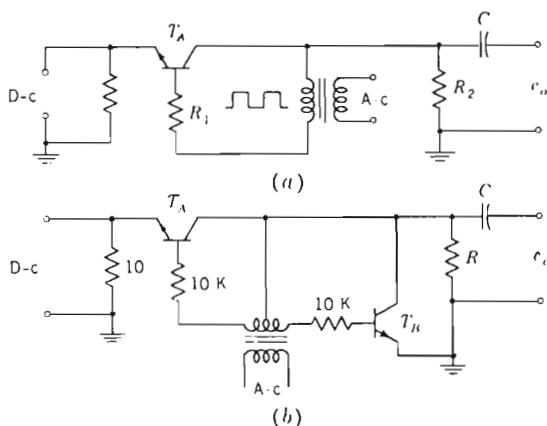 T_A
C
D-c
R_1
A-c
R_2
e_o
(a)
T_A
C
D-c
10
10 K
10 K
T_B
R
e_o
A-c
(b)